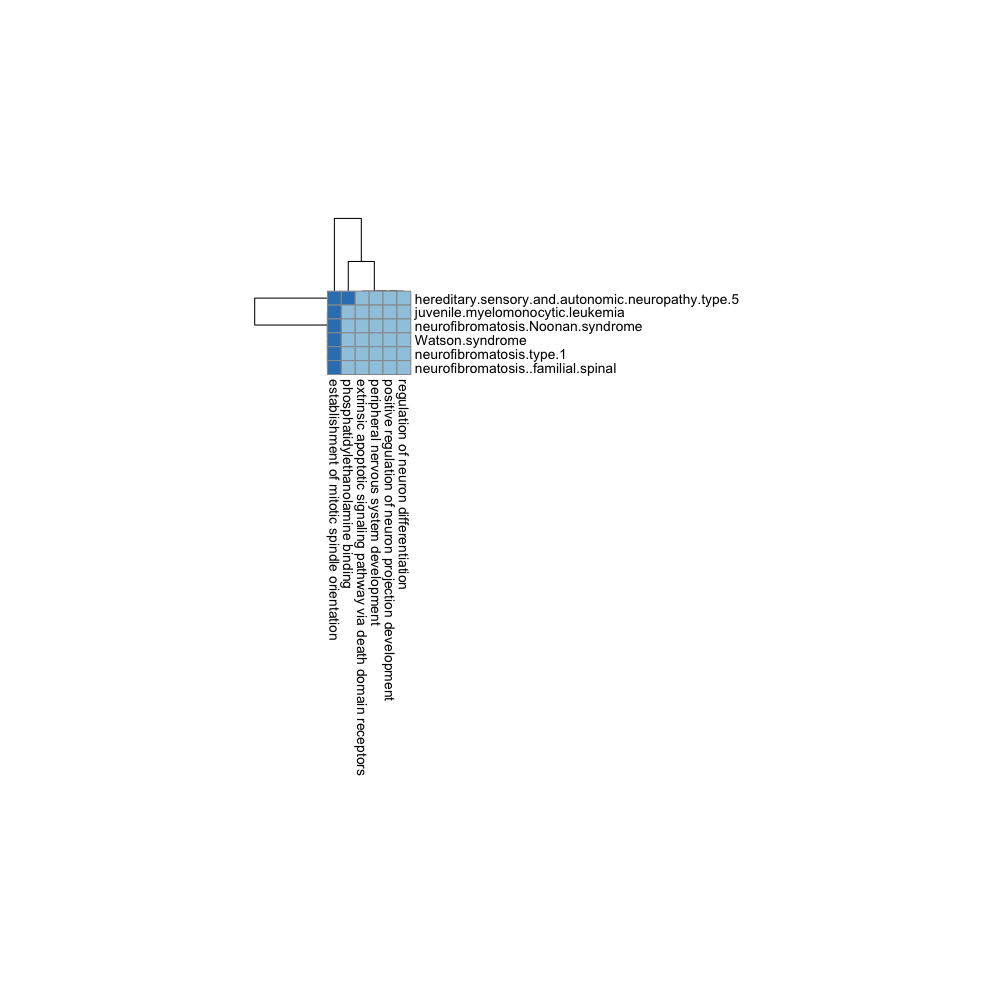 hereditary.sensory.and.autonomic.neuropathy.type.5
juvenile.myelomonocytic.leukemia
neurofibromatosis.Noonan.syndrome
Watson.syndrome
neurofibromatosis.type.1
neurofibromatosis..familial.spinal
establishment of mitotic spindle orientation
phosphatidylethanolamine binding
extrinsic apoptotic signaling pathway via death domain receptors
peripheral nervous system development
positive regulation of neuron projection development
regulation of neuron differentiation